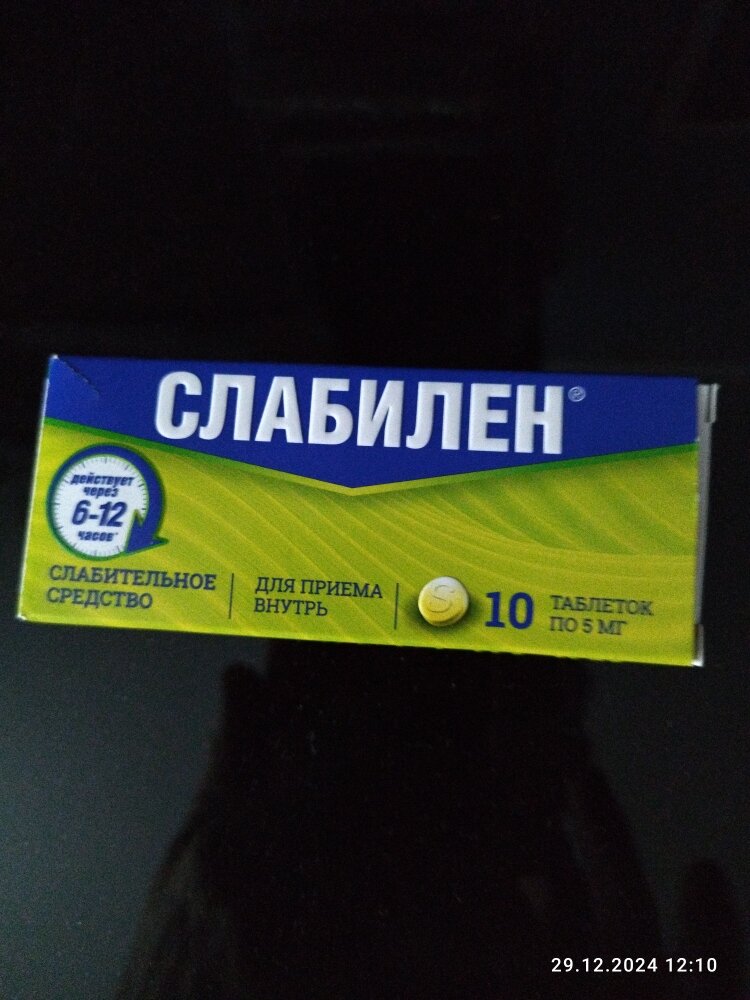 СЛАБИЛЕН®
действует
через
6-12
часов*
СЛАБИТЕЛЬНОЕ
СРЕДСТВО
ДЛЯ ПРИЕМА
ВНУТРЬ
S
10
ТАБЛЕТОК
ПО 5 МГ
29.12.2024 12:10